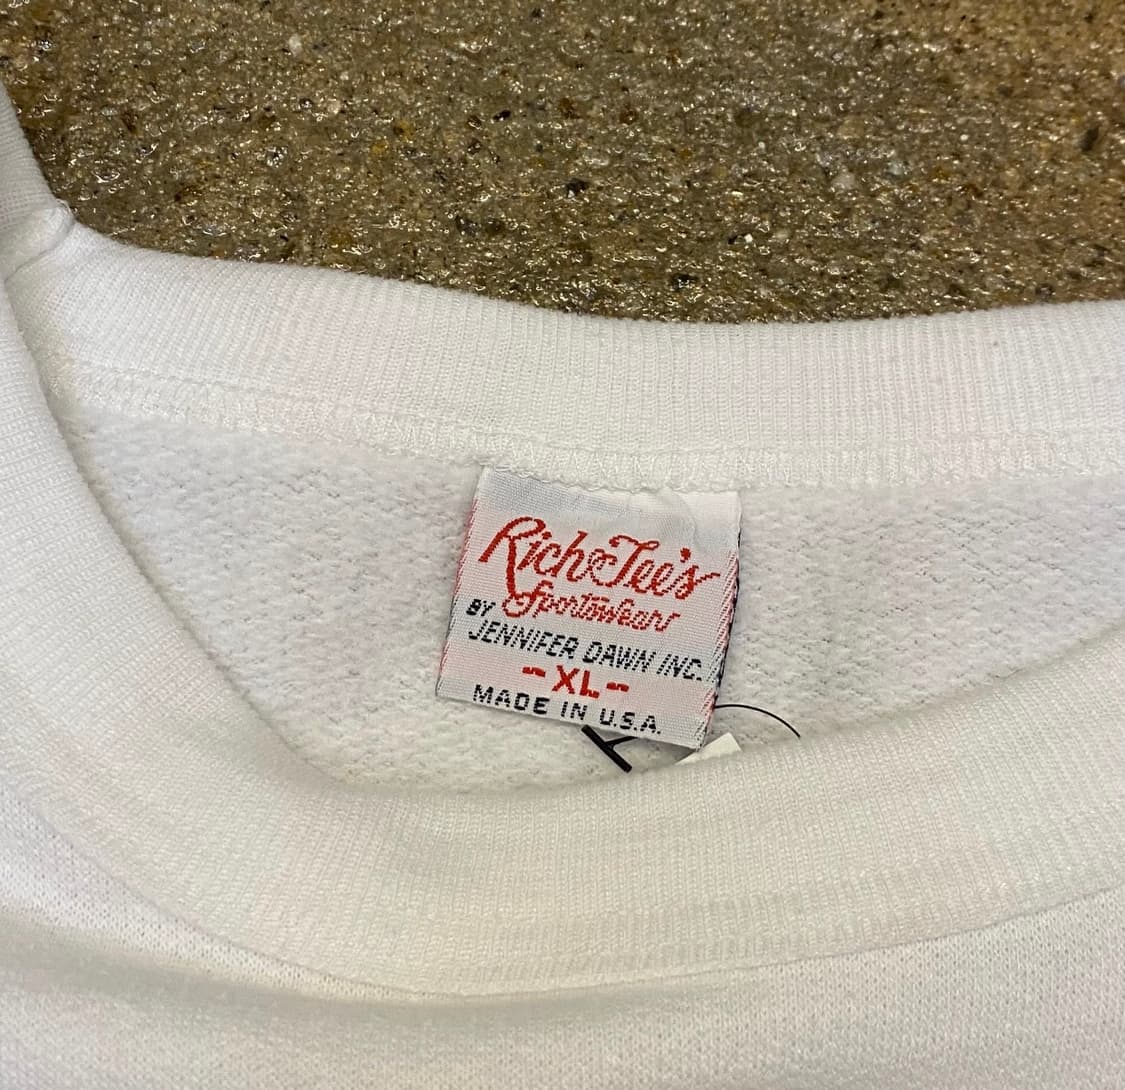 Rich Tee's
Sportswear
BY
JENNIFER DAWN INC.
-XL-
MADE IN U.S.A.